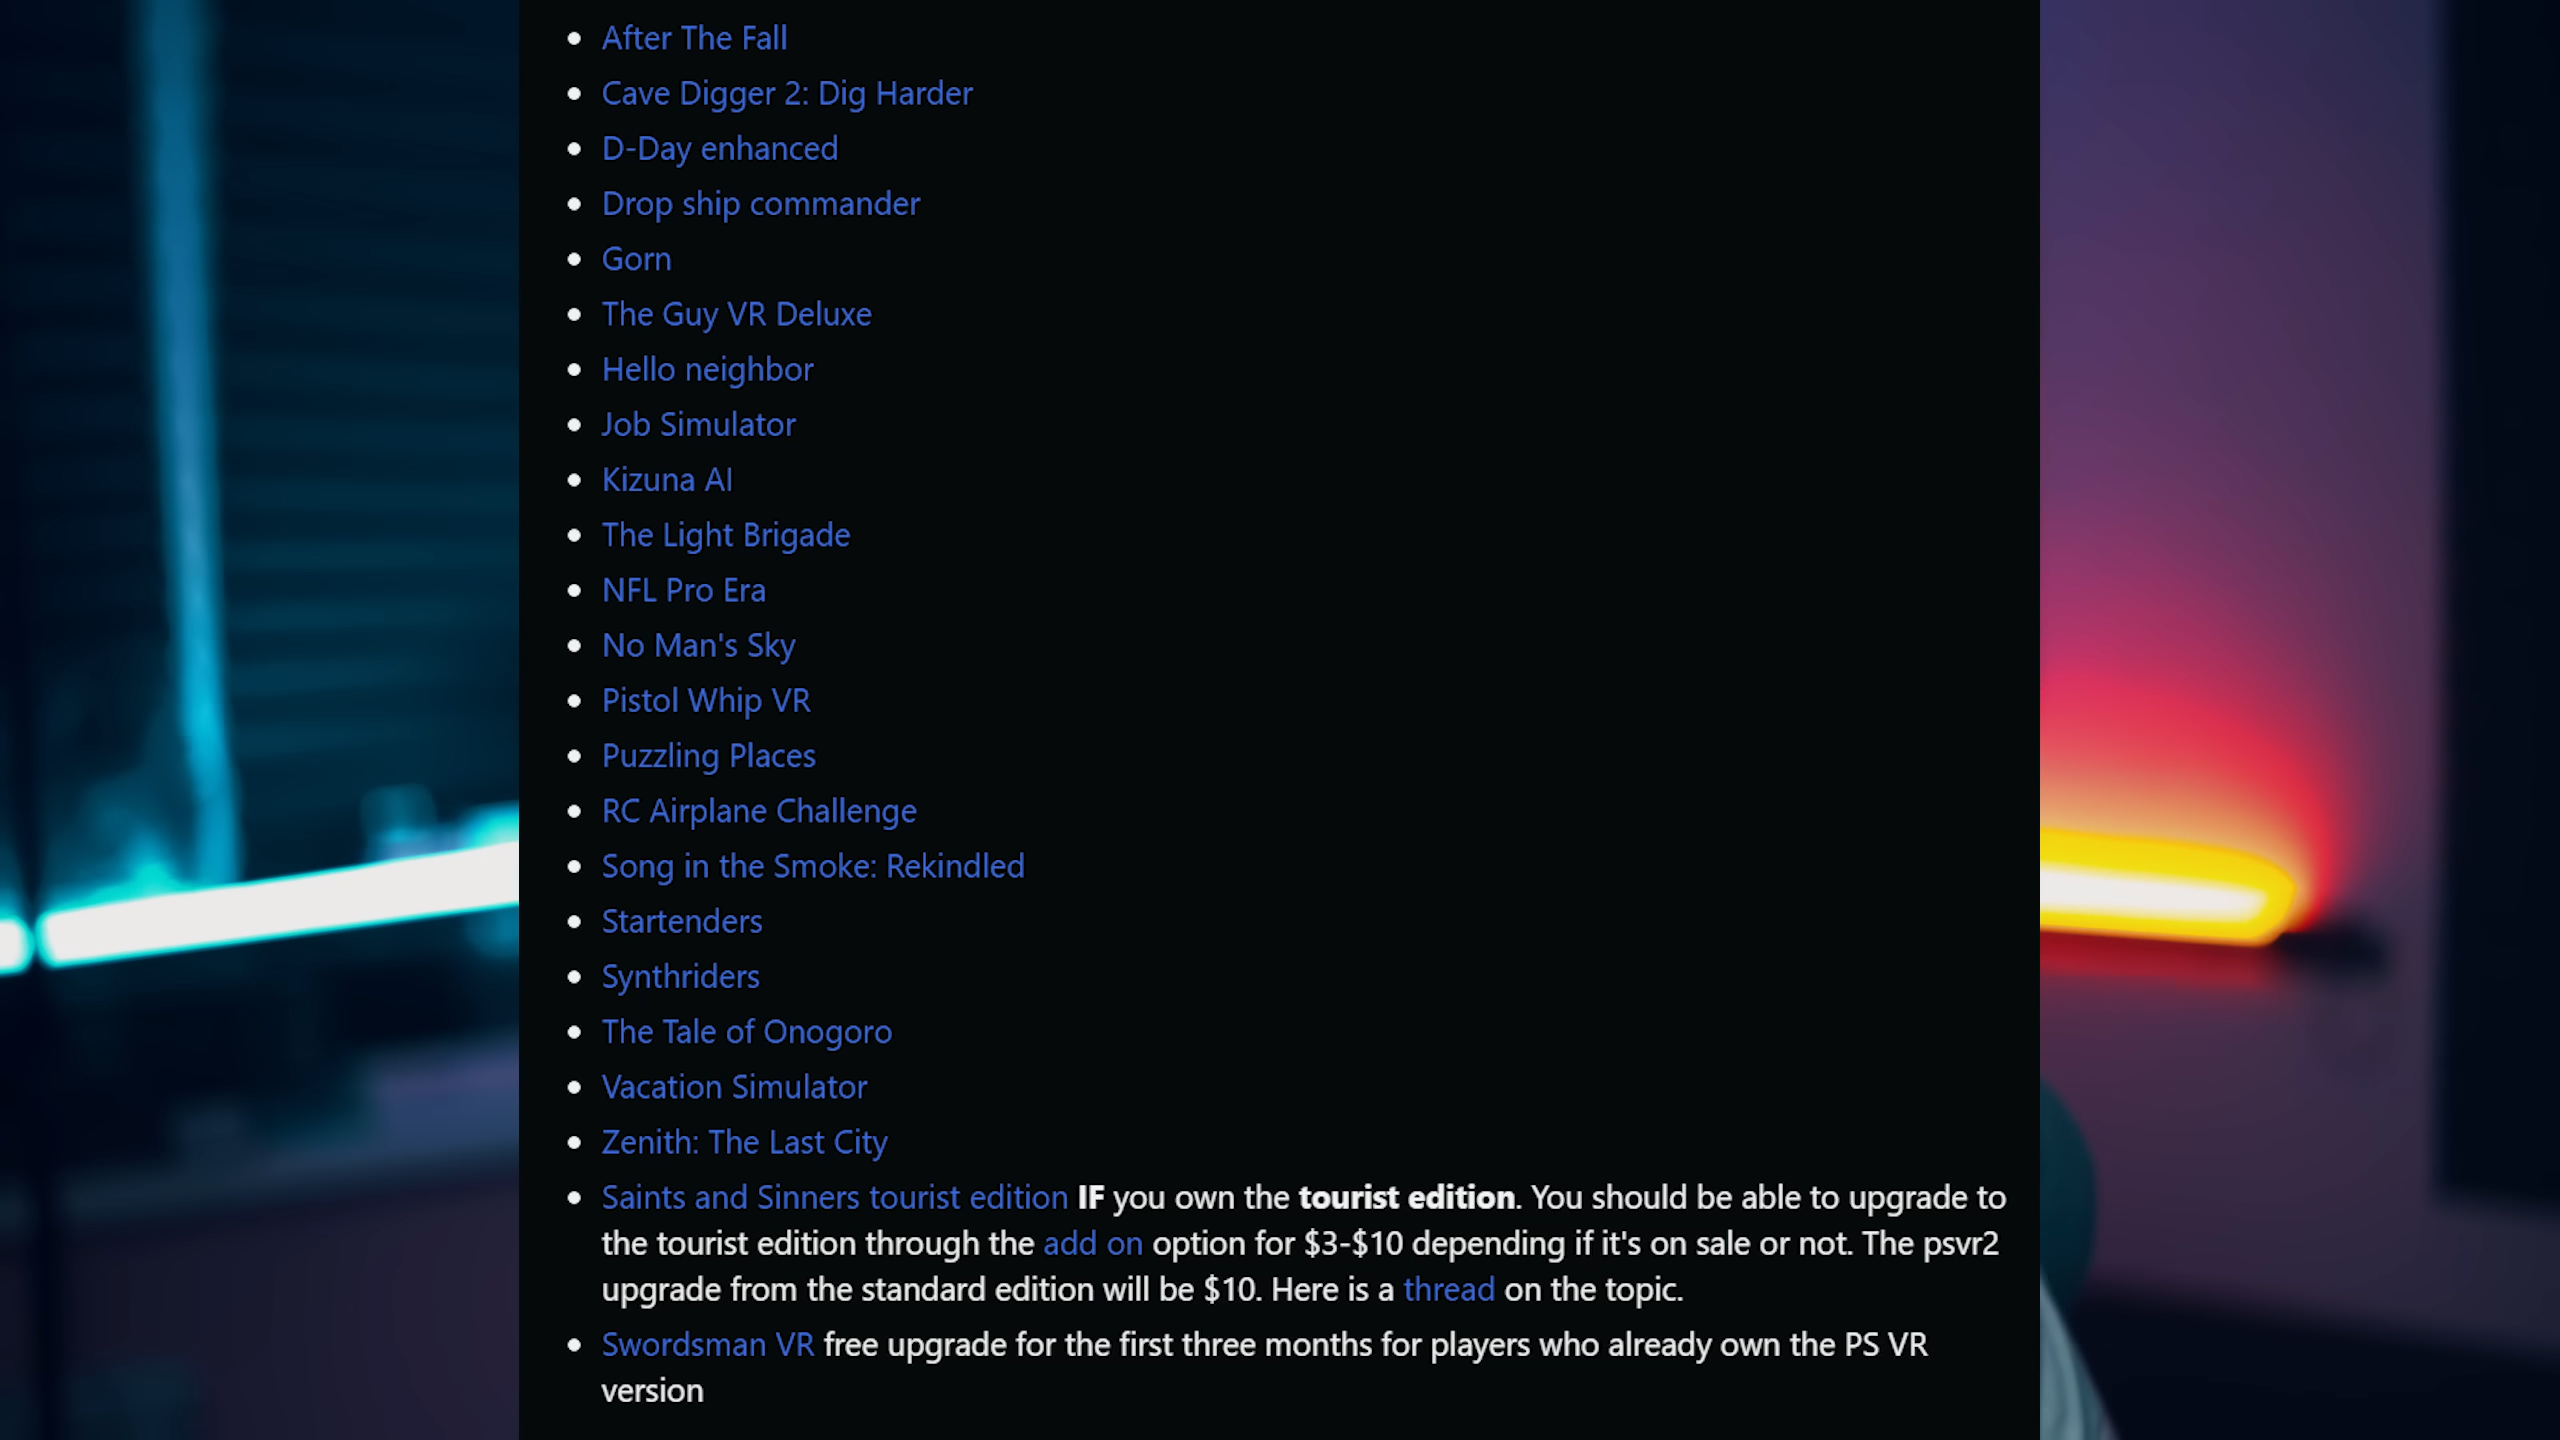 After The Fall
Cave Digger 2: Dig Harder
D-Day enhanced
Drop ship commander
Gorn
The Guy VR Deluxe
Hello neighbor
Job Simulator
Kizuna AI
The Light Brigade
NFL Pro Era
No Man's Sky
Pistol Whip VR
Puzzling Places
RC Airplane Challenge
Song in the Smoke: Rekindled
Startenders
Synthriders
The Tale of Onogoro
Vacation Simulator
Zenith: The Last City
Saints and Sinners tourist edition IF you own the tourist edition. You should be able to upgrade to
the tourist edition through the add on option for $3-$10 depending if it's on sale or not. The psvr2
upgrade from the standard edition will be $10. Here is a thread on the topic.
Swordsman VR free upgrade for the first three months for players who already own the PS VR
version